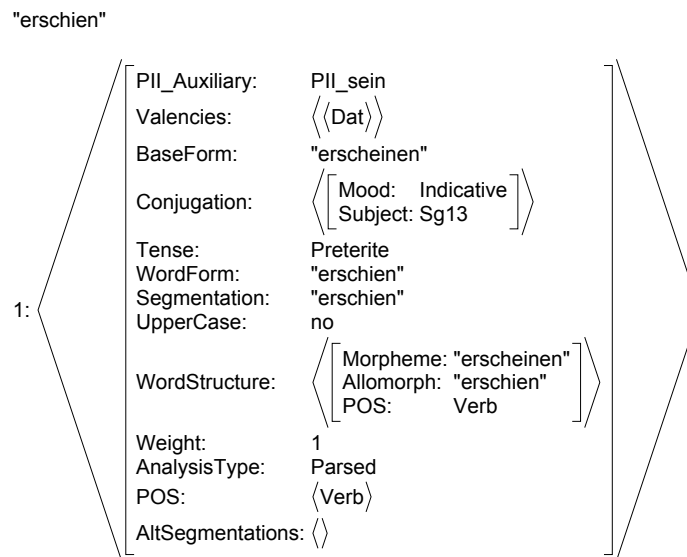 "erschien"
PII_Auxiliary: PII_sein
Valencies: ⟨⟨Dat⟩⟩
BaseForm: "erscheinen"
Mood: Indicative
Conjugation:
Subject: Sg13
Tense: Preterite
WordForm: "erschien"
Segmentation: "erschien"
1:
UpperCase: no
Morpheme: "erscheinen"
WordStructure: Allomorph: "erschien"
POS: Verb
Weight: 1
AnalysisType: Parsed
POS: ⟨Verb⟩
AltSegmentations: ⟨⟩